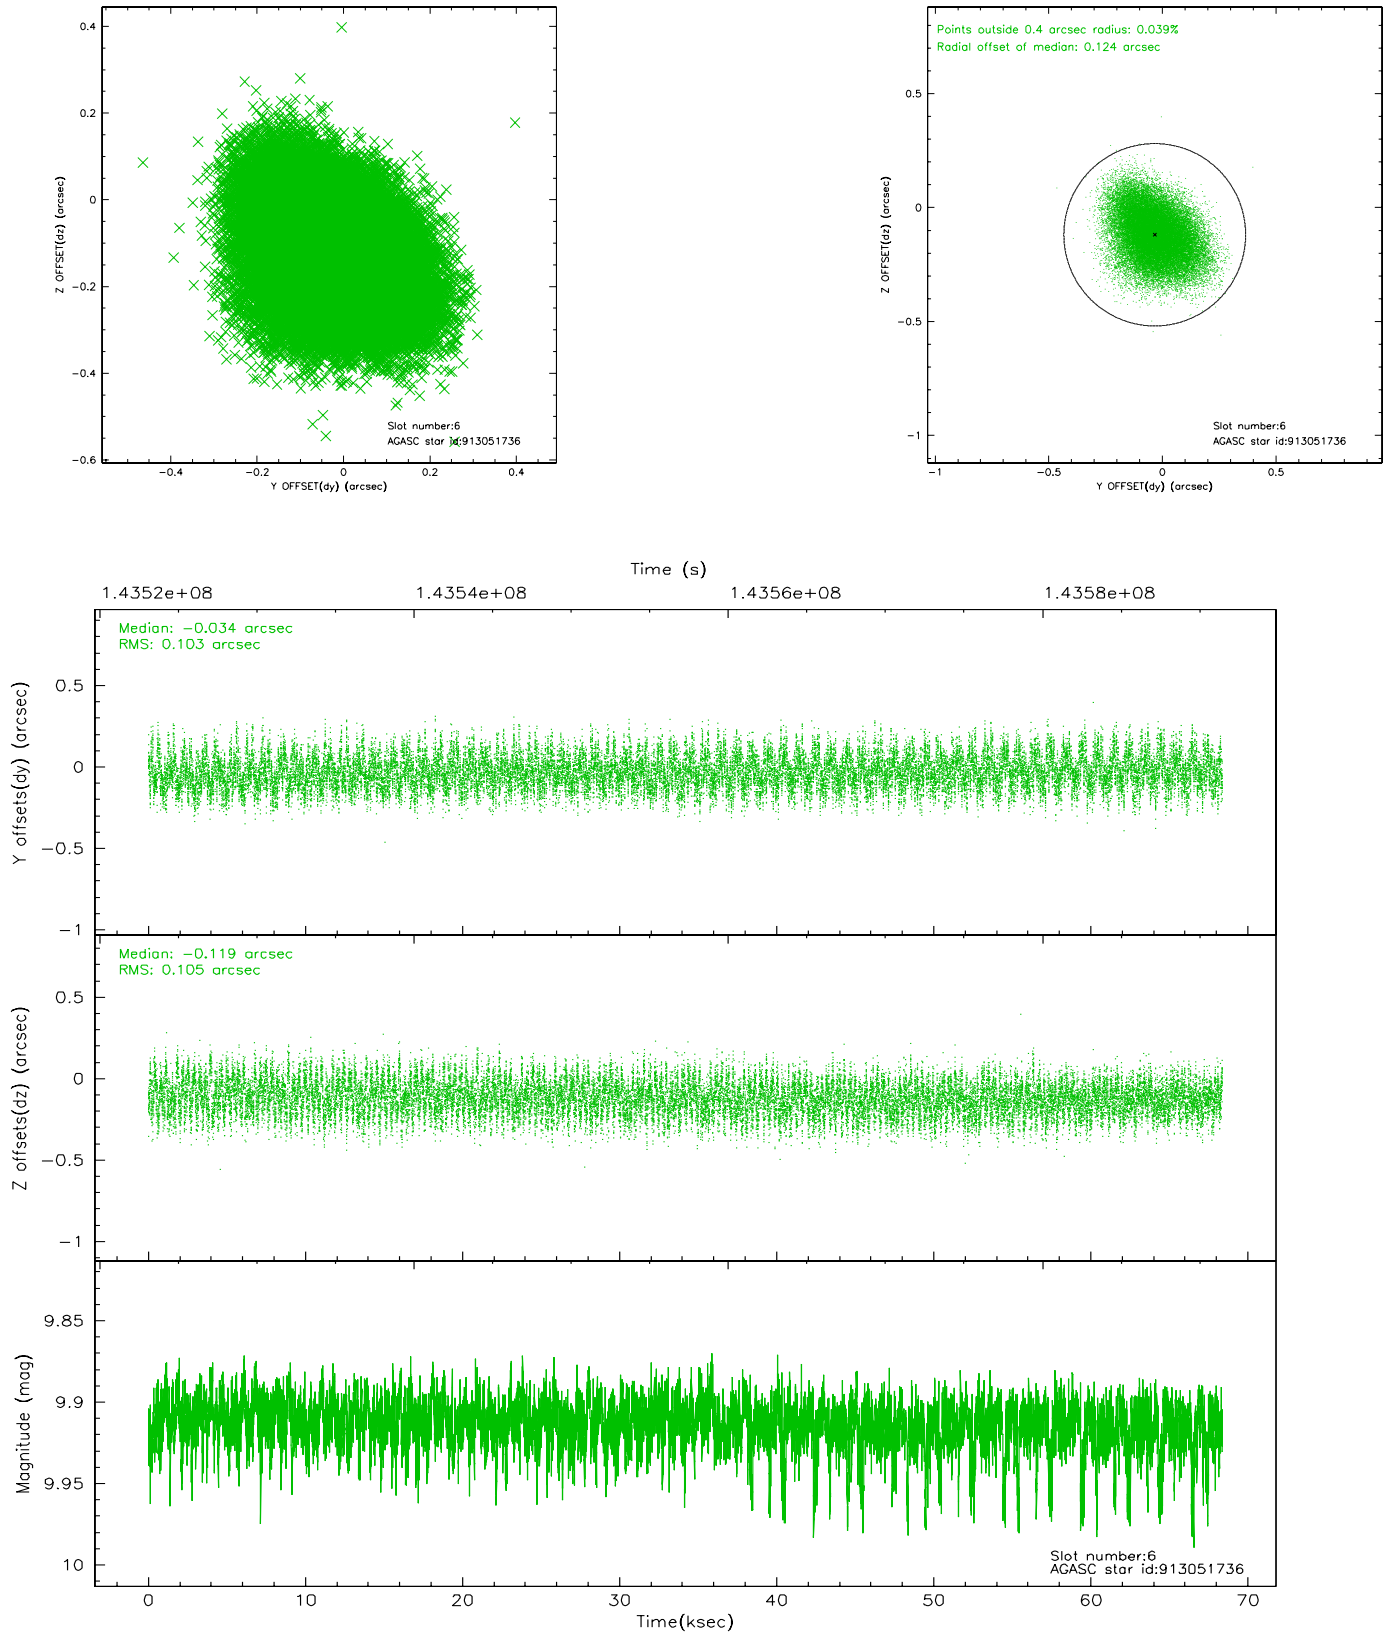 0.4
0.2
0
−0.2
−0.4
−0.6
Z OFFSET(dz) (arcsec)
−0.4
−0.2
0
0.2
0.4
Y OFFSET(dy) (arcsec)
Slot number:6
AGASC star id:913051736
Points outside 0.4 arcsec radius: 0.039%
Radial offset of median: 0.124 arcsec
0.5
0
−0.5
−1
Z OFFSET(dz) (arcsec)
−1
−0.5
0
0.5
Y OFFSET(dy) (arcsec)
Slot number:6
AGASC star id:913051736
Time (s)
1.4352e+08
1.4354e+08
1.4356e+08
1.4358e+08
Median: −0.034 arcsec
RMS: 0.103 arcsec
0.5
0
−0.5
−1
Y offsets(dy) (arcsec)
Median: −0.119 arcsec
RMS: 0.105 arcsec
0.5
0
−0.5
−1
Z offsets(dz) (arcsec)
9.85
9.9
9.95
10
Magnitude (mag)
Slot number:6
AGASC star id:913051736
0
10
20
30
40
50
60
70
Time(ksec)